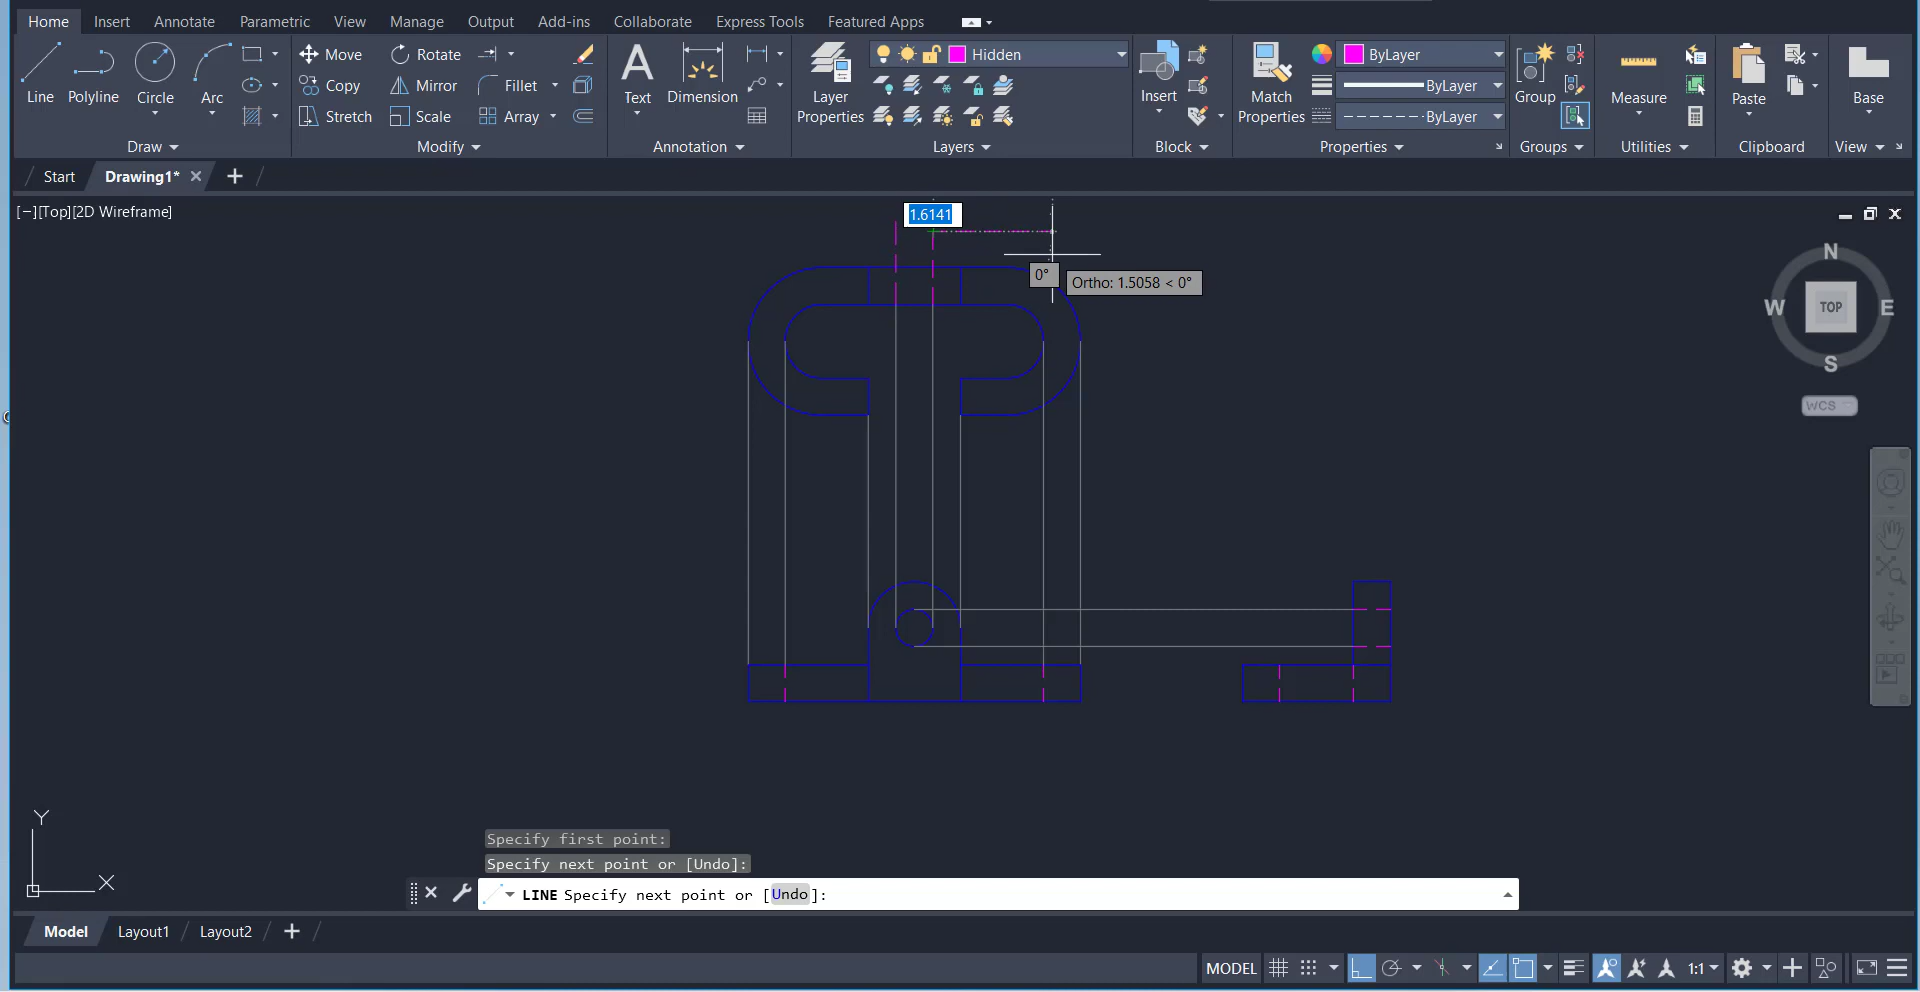 Home Insert Annotate Parametric View Manage Output Add-ins Collaborate Express Tools Featured Apps
Line Polyline Circle Arc
Move Rotate
Copy Mirror Fillet
Stretch Scale Array
Text Dimension
Layer
Properties
Hidden
Insert
Match
Properties
ByLayer
ByLayer
ByLayer
Group
Measure
Paste
Base
Draw Modify Annotation Layers Block Properties Groups Utilities Clipboard View
Start Drawing1*
[−][Top][2D Wireframe]
1.6141
0°
Ortho: 1.5058 < 0°
N
W TOP E
S
WCS
Y
X
Specify first point:
Specify next point or [Undo]:
LINE Specify next point or [Undo]:
Model Layout1 Layout2
MODEL 1:1